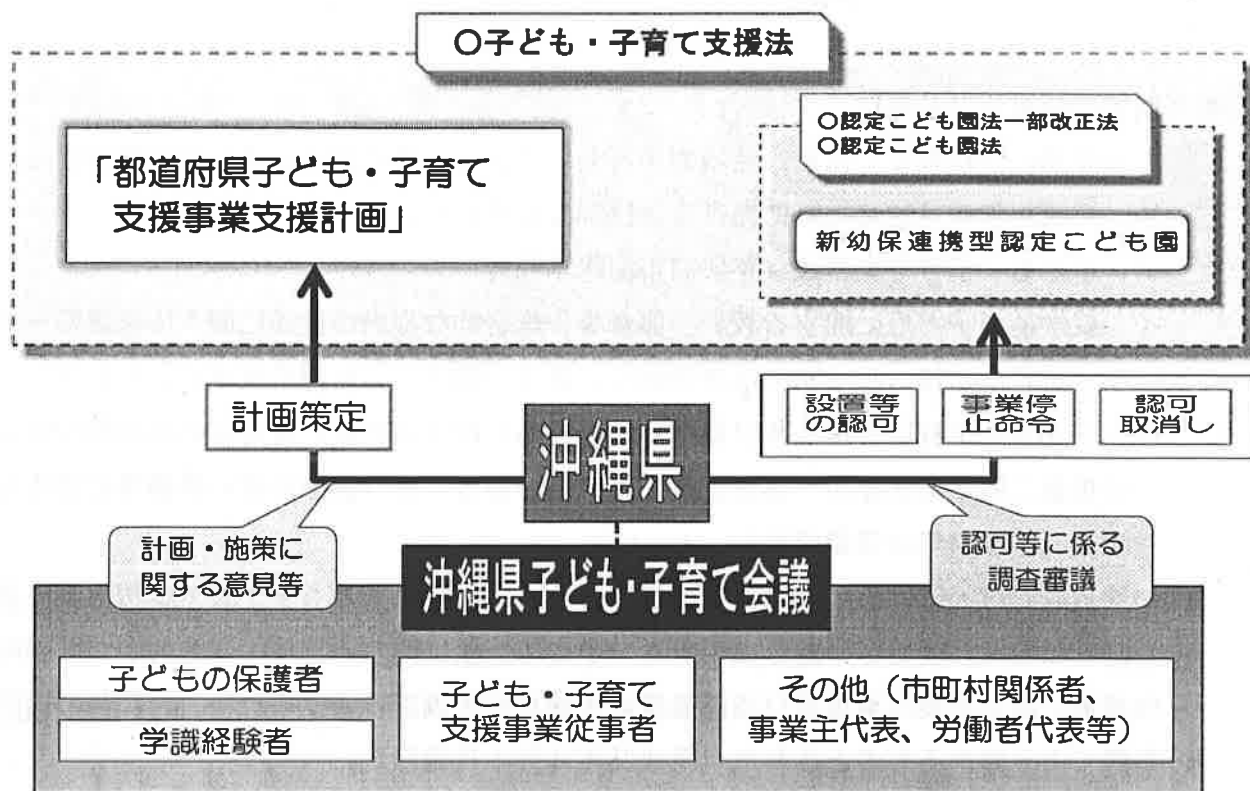 〇子ども・子育て支援法
「都道府県子ども・子育て
支援事業支援計画」
〇認定こども園法一部改正法
〇認定こども園法
新幼保連携型認定こども園
計画策定
設置等
の認可
事業停
止命令
認可
取消し
沖縄県
計画・施策に
関する意見等
認可等に係る
調査審議
沖縄県子ども・子育て会議
子どもの保護者
学識経験者
子ども・子育て
支援事業従事者
その他（市町村関係者、
事業主代表、労働者代表等）